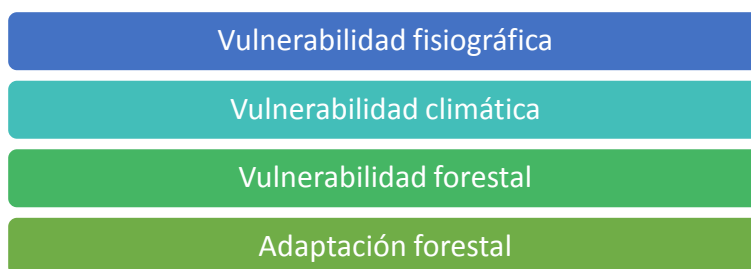 Vulnerabilidad fisiográfica
Vulnerabilidad climática
Vulnerabilidad forestal
Adaptación forestal